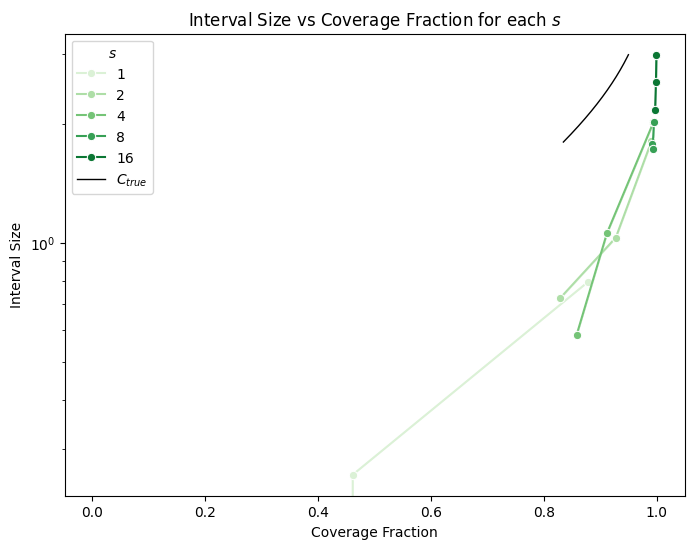 Interval Size vs Coverage Fraction for each s
s
1
2
4
8
16
C_true
Interval Size
10^0
0.0 0.2 0.4 0.6 0.8 1.0
Coverage Fraction